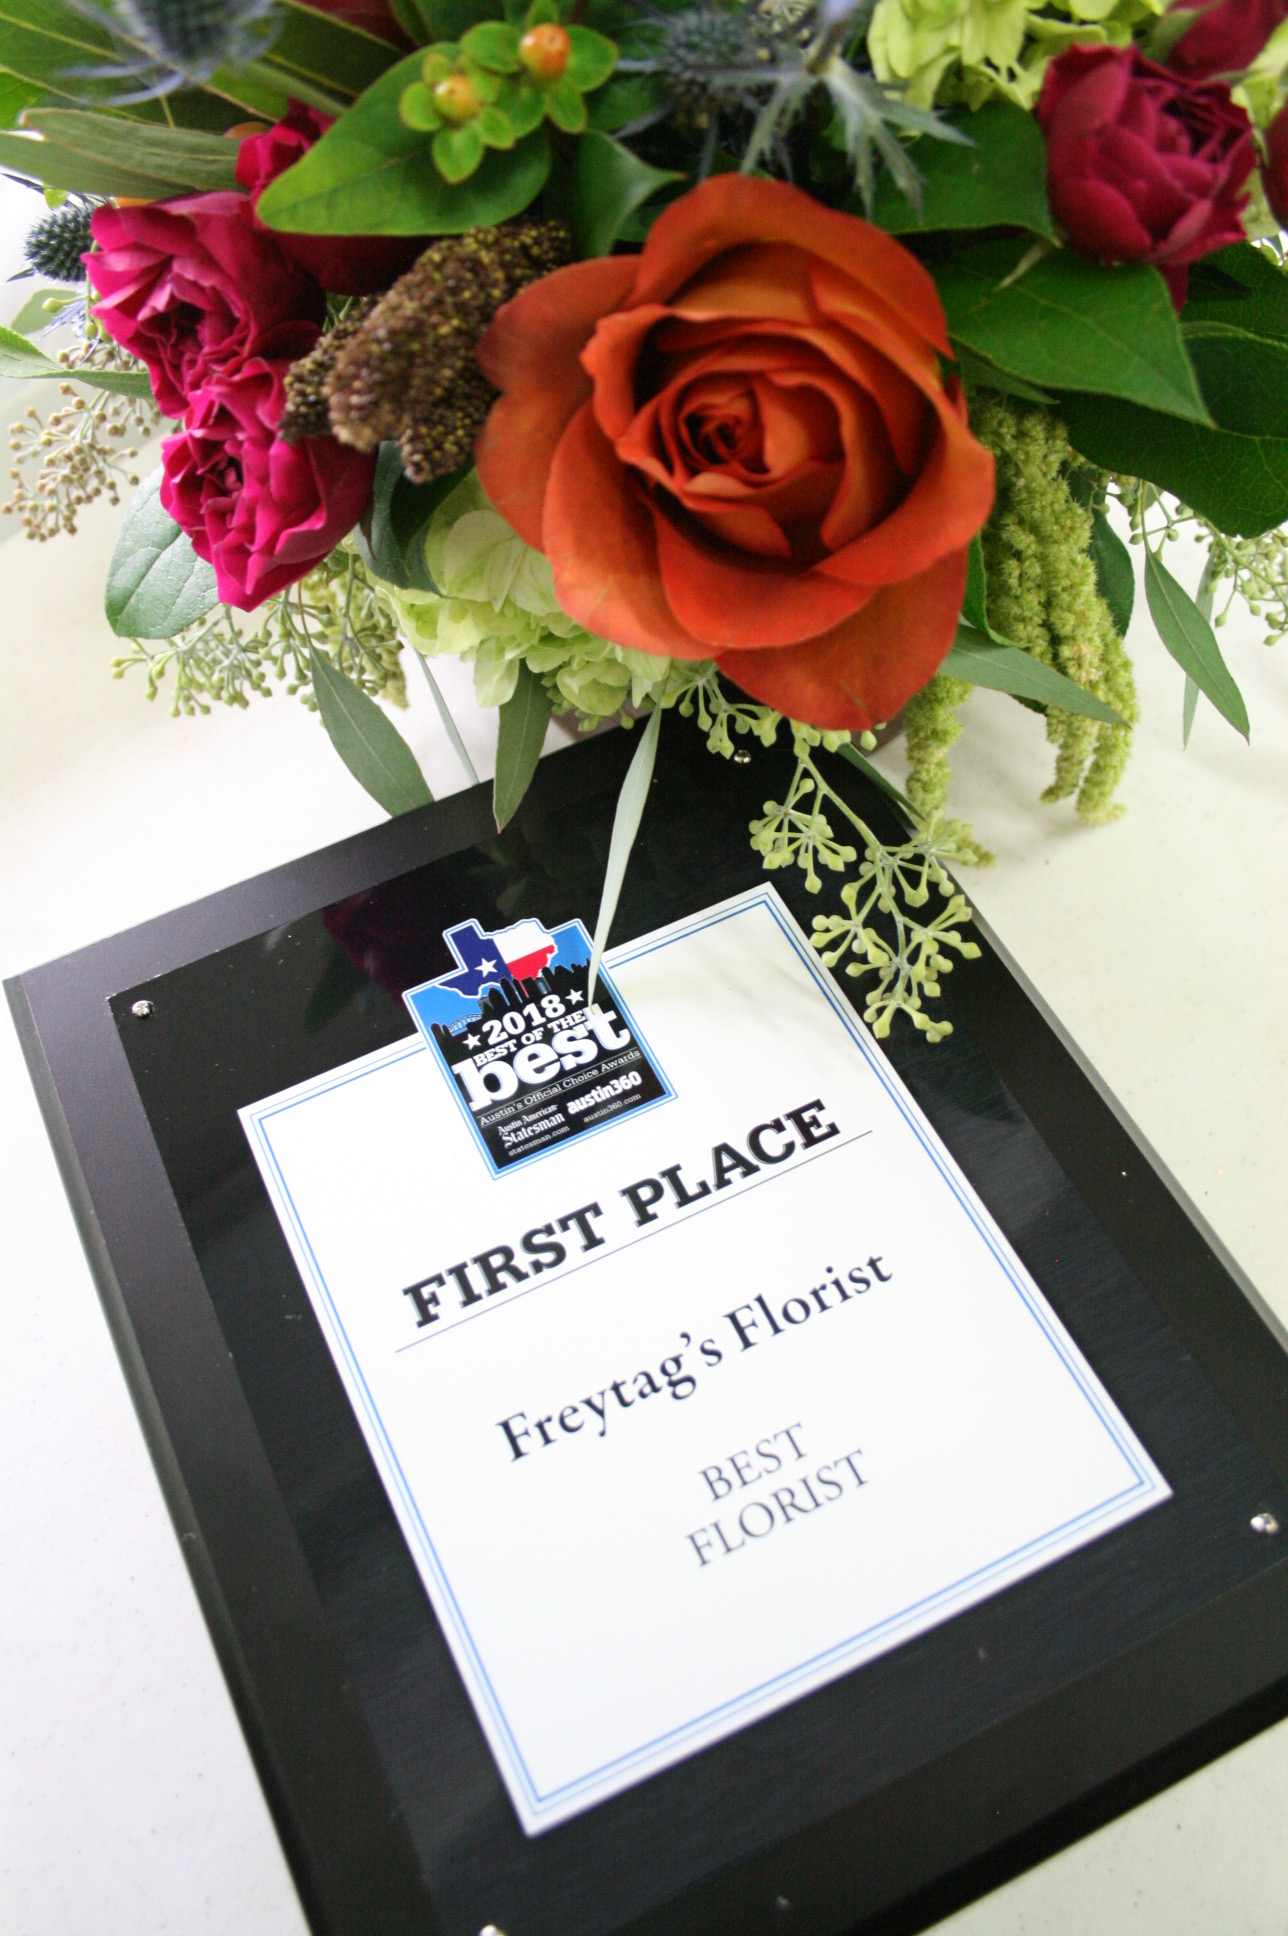 2018
BEST OF THE
best
Austin's Official Choice Awards
Austin American-Statesman
statesman.com
austin360
austin360.com
FIRST PLACE
Freytag's Florist
BEST
FLORIST